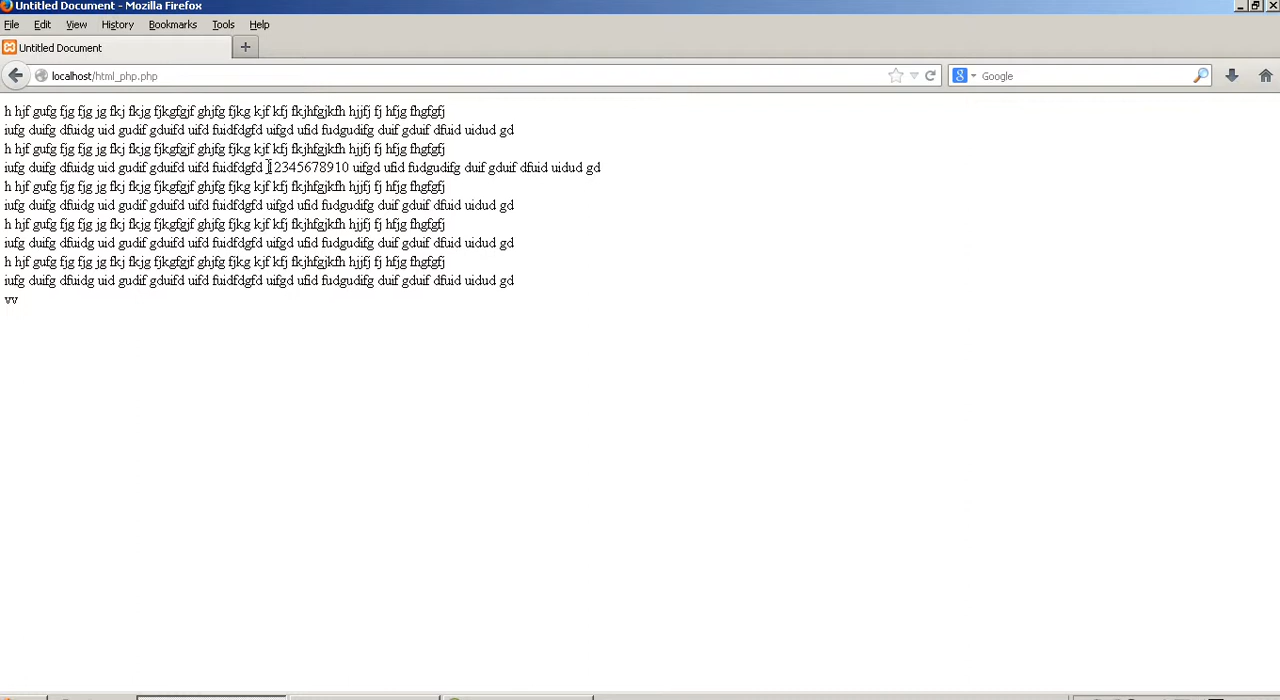 Untitled Document - Mozilla Firefox
File Edit View History Bookmarks Tools Help
Untitled Document
localhost/html_php.php
Google
h hjf gufg fjg fjg jg fkj fkjg fjkgfgjf ghjfg fjkg kjf kfj fkjhfgjkfh hjjfj fj hfjg fhgfgfj
iufg duifg dfuidg uid gudif gduifd uifd fuidfdgfd uifgd ufid fudgudifg duif gduif dfuid uidud gd
h hjf gufg fjg fjg jg fkj fkjg fjkgfgjf ghjfg fjkg kjf kfj fkjhfgjkfh hjjfj fj hfjg fhgfgfj
iufg duifg dfuidg uid gudif gduifd uifd fuidfdgfd 12345678910 uifgd ufid fudgudifg duif gduif dfuid uidud gd
h hjf gufg fjg fjg jg fkj fkjg fjkgfgjf ghjfg fjkg kjf kfj fkjhfgjkfh hjjfj fj hfjg fhgfgfj
iufg duifg dfuidg uid gudif gduifd uifd fuidfdgfd uifgd ufid fudgudifg duif gduif dfuid uidud gd
h hjf gufg fjg fjg jg fkj fkjg fjkgfgjf ghjfg fjkg kjf kfj fkjhfgjkfh hjjfj fj hfjg fhgfgfj
iufg duifg dfuidg uid gudif gduifd uifd fuidfdgfd uifgd ufid fudgudifg duif gduif dfuid uidud gd
h hjf gufg fjg fjg jg fkj fkjg fjkgfgjf ghjfg fjkg kjf kfj fkjhfgjkfh hjjfj fj hfjg fhgfgfj
iufg duifg dfuidg uid gudif gduifd uifd fuidfdgfd uifgd ufid fudgudifg duif gduif dfuid uidud gd
vv